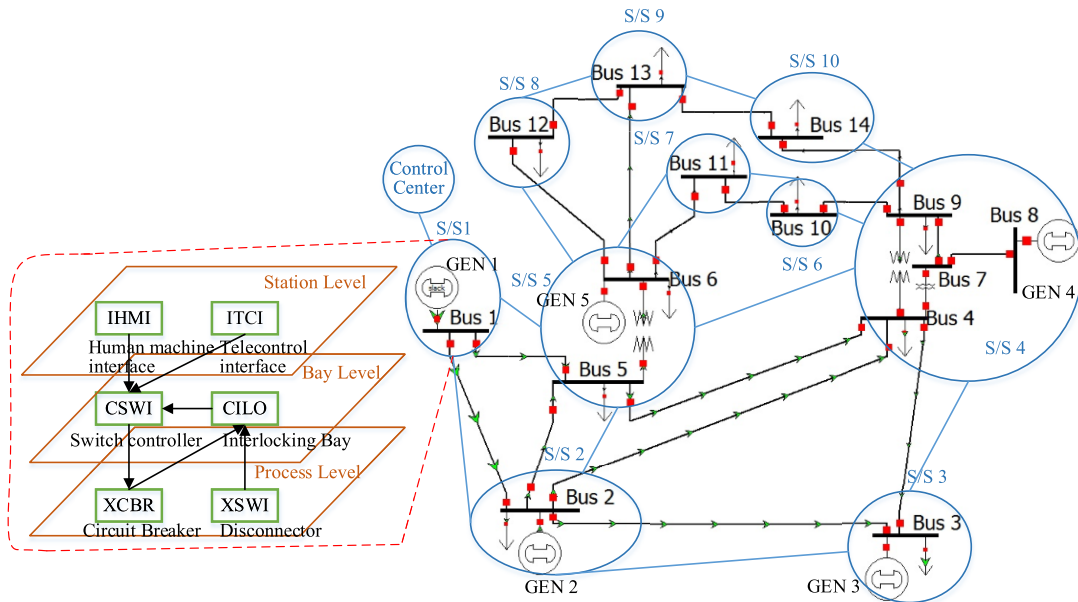 S/S 9
Bus 13
S/S 10
S/S 8
Bus 12
Bus 14
S/S 7
Bus 11
Control
Center
Bus 9
Bus 8
Bus 10
S/S1
GEN 1
S/S 5
Bus 6
S/S 6
Bus 7
Station Level
GEN 5
GEN 4
IHMI
ITCI
Bus 1
Bus 4
Human machine
interface
Telecontrol
interface
S/S 4
Bay Level
Bus 5
CSWI
CILO
Switch controller
Interlocking Bay
S/S 2
Process Level
S/S 3
XCBR
XSWI
Bus 2
Circuit Breaker
Disconnector
Bus 3
GEN 2
GEN 3